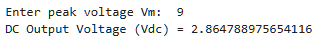 Enter peak voltage Vm:  9
DC Output Voltage (Vdc) = 2.864788975654116